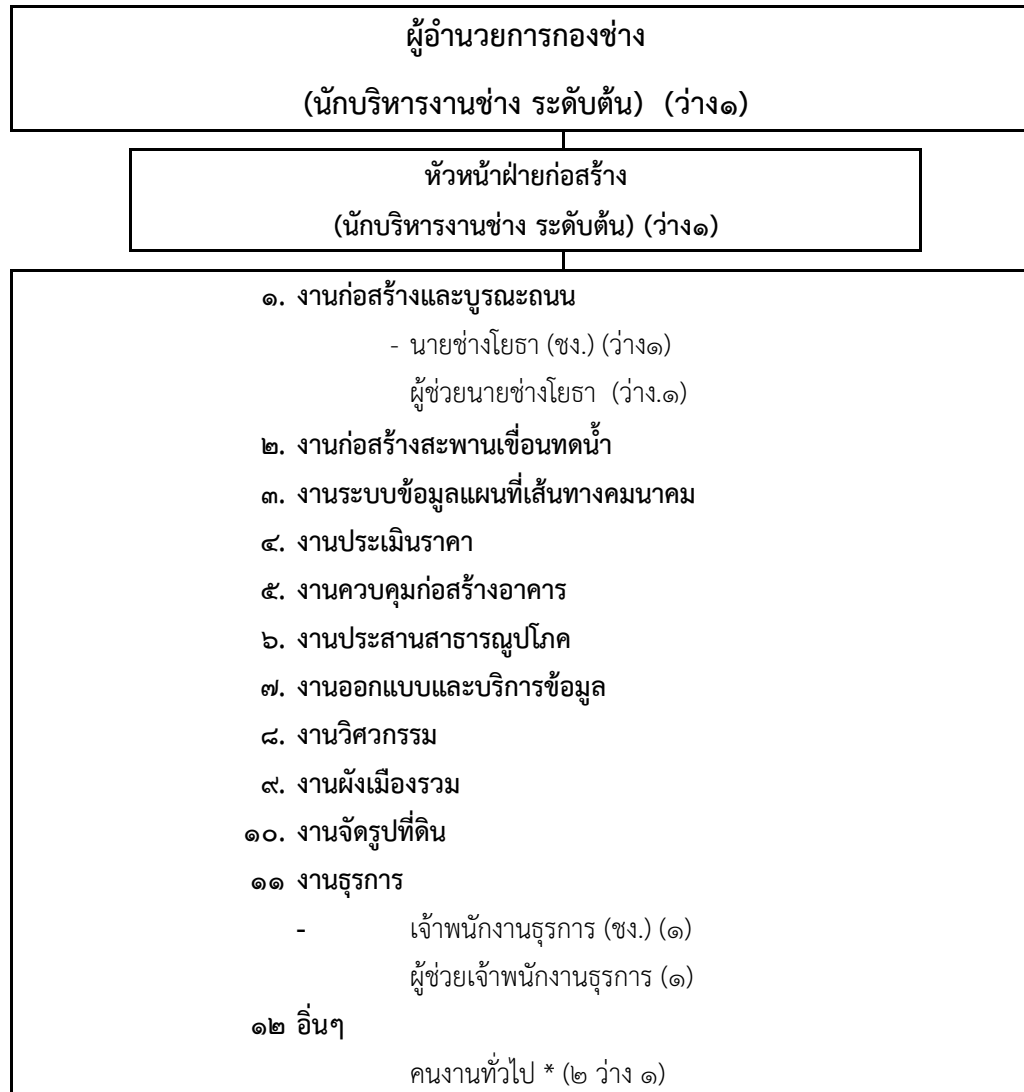 ผู้อำนวยการกองช่าง
(นักบริหารงานช่าง ระดับต้น) (ว่าง๑)
หัวหน้าฝ่ายก่อสร้าง
(นักบริหารงานช่าง ระดับต้น) (ว่าง๑)
๑. งานก่อสร้างและบูรณะถนน
- นายช่างโยธา (ชง.) (ว่าง๑)
ผู้ช่วยนายช่างโยธา (ว่าง.๑)
๒. งานก่อสร้างสะพานเขื่อนทดน้ำ
๓. งานระบบข้อมูลแผนที่เส้นทางคมนาคม
๔. งานประเมินราคา
๕. งานควบคุมก่อสร้างอาคาร
๖. งานประสานสาธารณูปโภค
๗. งานออกแบบและบริการข้อมูล
๘. งานวิศวกรรม
๙. งานผังเมืองรวม
๑๐. งานจัดรูปที่ดิน
๑๑ งานธุรการ
- เจ้าพนักงานธุรการ (ชง.) (๑)
ผู้ช่วยเจ้าพนักงานธุรการ (๑)
๑๒ อื่นๆ
คนงานทั่วไป * (๒ ว่าง ๑)